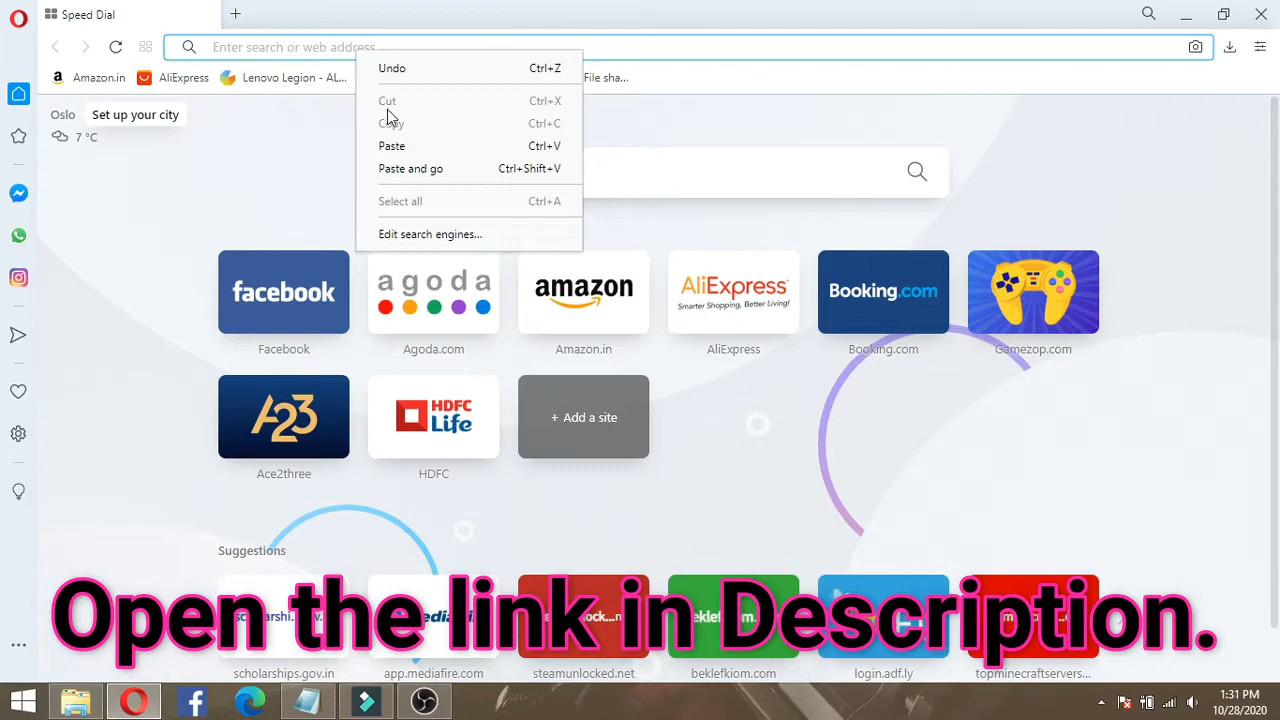 Speed Dial
Enter search or web address
Amazon.in
AliExpress
Lenovo Legion - AL...
File sha...
Undo Ctrl+Z
Cut Ctrl+X
Copy Ctrl+C
Paste Ctrl+V
Paste and go Ctrl+Shift+V
Select all Ctrl+A
Edit search engines...
Oslo
Set up your city
7 °C
facebook
agoda
amazon
AliExpress
Smarter Shopping, Better Living!
Booking.com
Facebook
Agoda.com
Amazon.in
AliExpress
Booking.com
Gamezop.com
A23
HDFC
Life
+ Add a site
Ace2three
HDFC
Suggestions
Open the link in Description.
scholarships.gov.in
app.mediafire.com
steamunlocked.net
beklefkiom.com
login.adf.ly
topminecraftservers...
1:31 PM
10/28/2020